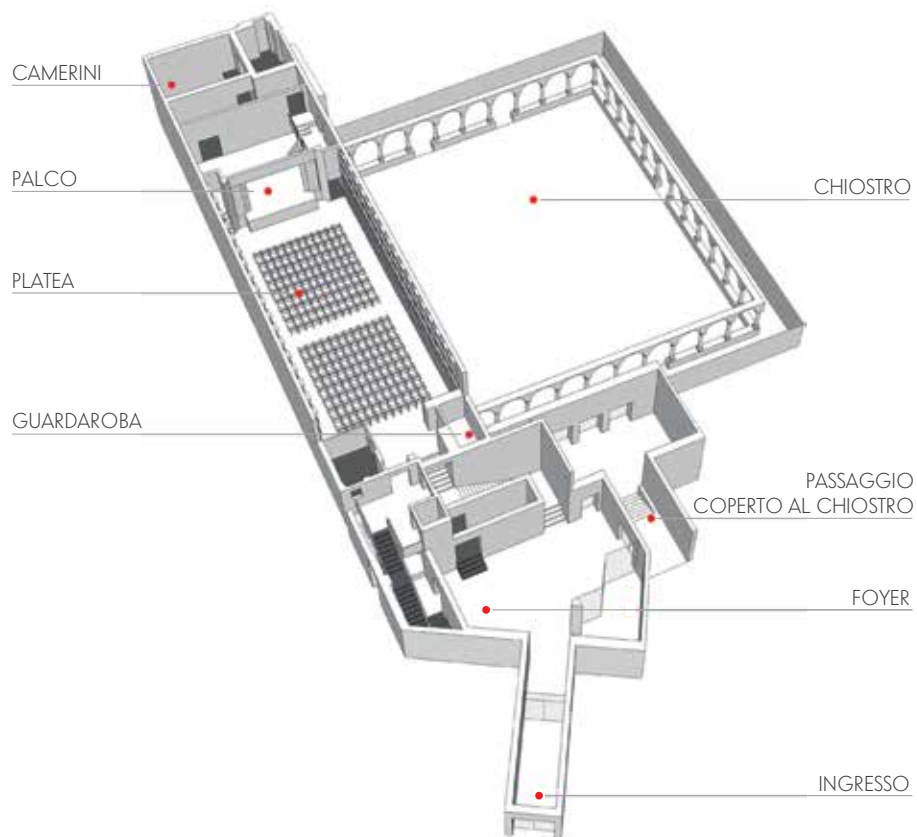 CAMERINI
PALCO
PLATEA
GUARDAROBA
CHIOSTRO
PASSAGGIO
COPERTO AL CHIOSTRO
FOYER
INGRESSO